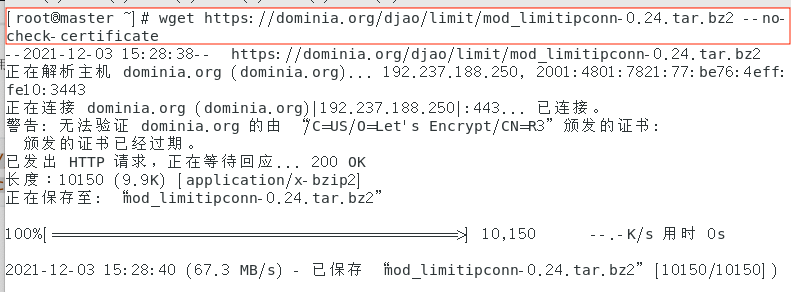 [root@master ~]# wget https://dominia.org/djao/limit/mod_limitipconn-0.24.tar.bz2 --no-
check-certificate
--2021-12-03 15:28:38--  https://dominia.org/djao/limit/mod_limitipconn-0.24.tar.bz2
正在解析主机 dominia.org (dominia.org)... 192.237.188.250, 2001:4801:7821:77:be76:4eff:
fe10:3443
正在连接 dominia.org (dominia.org)|192.237.188.250|:443... 已连接。
警告: 无法验证 dominia.org 的由 “/C=US/O=Let's Encrypt/CN=R3” 颁发的证书:
  颁发的证书已经过期。
已发出 HTTP 请求，正在等待回应... 200 OK
长度：10150 (9.9K) [application/x-bzip2]
正在保存至: “mod_limitipconn-0.24.tar.bz2”
100%[======================================>] 10,150      --.-K/s 用时 0s
2021-12-03 15:28:40 (67.3 MB/s) - 已保存 “mod_limitipconn-0.24.tar.bz2” [10150/10150])